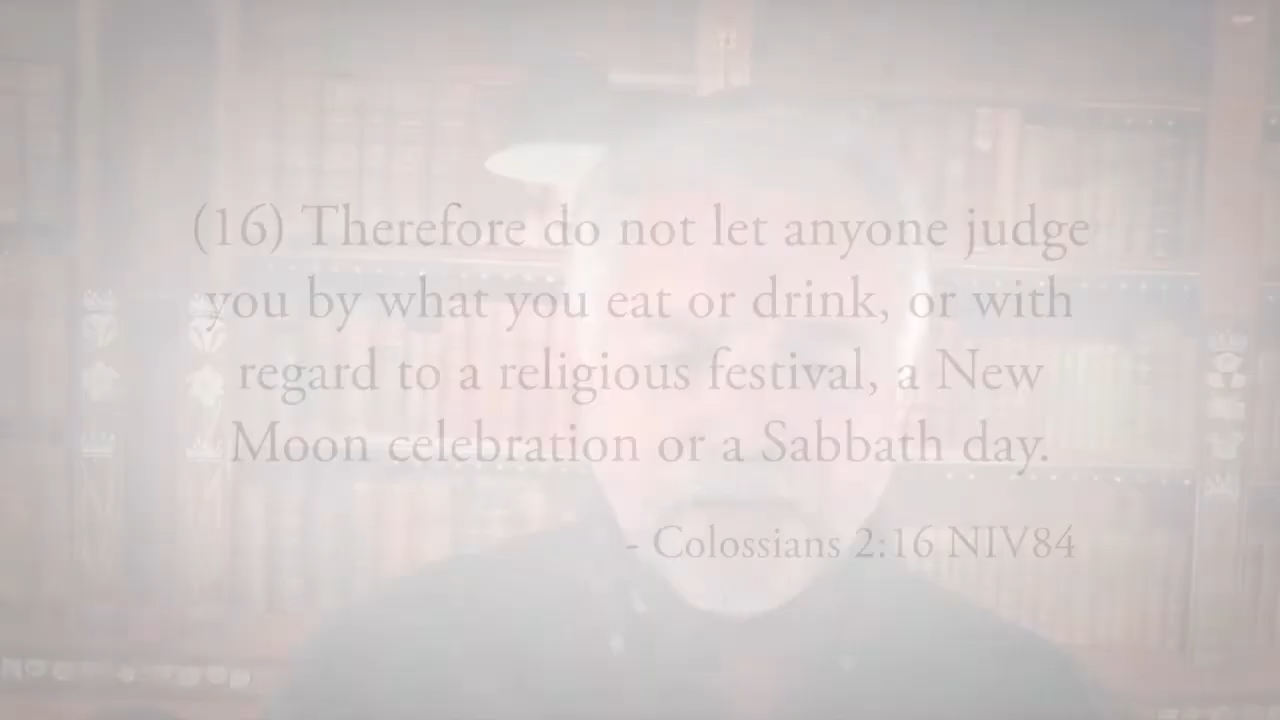 (16) Therefore do not let anyone judge
you by what you eat or drink, or with
regard to a religious festival, a New
Moon celebration or a Sabbath day.
- Colossians 2:16 NIV84